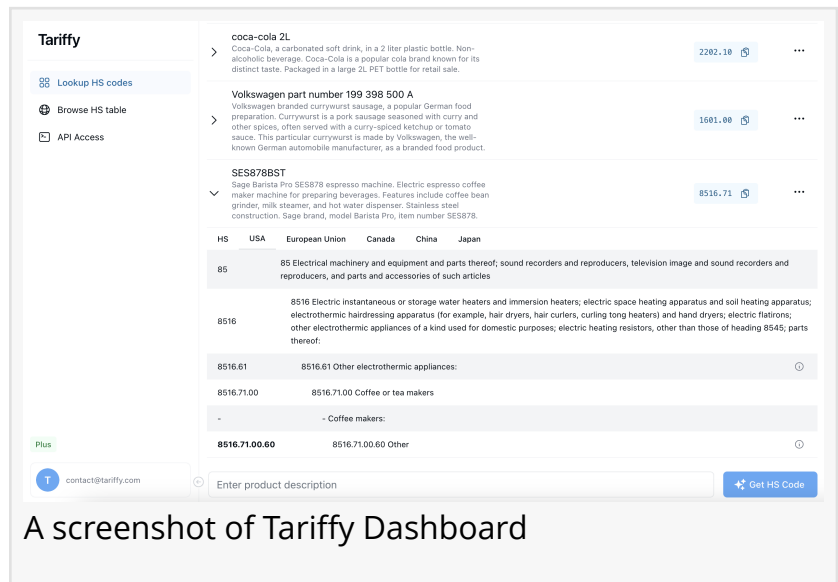 Tariffy
Lookup HS codes
Browse HS table
API Access
Plus
T
contact@tariffy.com
coca-cola 2L
Coca-Cola, a carbonated soft drink, in a 2 liter plastic bottle. Non-
alcoholic beverage. Coca-Cola is a popular cola brand known for its
distinct taste. Packaged in a large 2L PET bottle for retail sale.
2202.10
Volkswagen part number 199 398 500 A
Volkswagen branded currywurst sausage, a popular German food
preparation. Currywurst is a pork sausage seasoned with curry and
other spices, often served with a curry-spiced ketchup or tomato
sauce. This particular currywurst is made by Volkswagen, the well-
known German automobile manufacturer, as a branded food product.
1601.00
SES878BST
Sage Barista Pro SES878 espresso machine. Electric espresso coffee
maker machine for preparing beverages. Features include coffee bean
grinder, milk steamer, and hot water dispenser. Stainless steel
construction. Sage brand, model Barista Pro, item number SES878.
8516.71
HS USA European Union Canada China Japan
85 85 Electrical machinery and equipment and parts thereof; sound recorders and reproducers, television image and sound recorders and
reproducers, and parts and accessories of such articles
8516 8516 Electric instantaneous or storage water heaters and immersion heaters; electric space heating apparatus and soil heating apparatus;
electrothermic hairdressing apparatus (for example, hair dryers, hair curlers, curling tong heaters) and hand dryers; electric flatirons;
other electrothermic appliances of a kind used for domestic purposes; electric heating resistors, other than those of heading 8545; parts
thereof:
8516.61 8516.61 Other electrothermic appliances:
8516.71.00 8516.71.00 Coffee or tea makers
- - Coffee makers:
8516.71.00.60 8516.71.00.60 Other
Enter product description
Get HS Code
A screenshot of Tariffy Dashboard